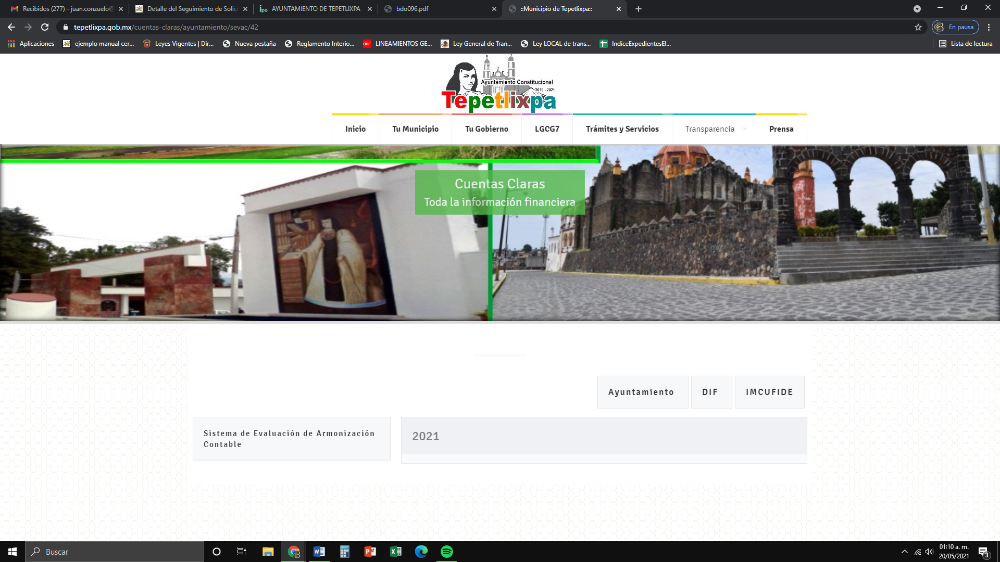 Recibidos (277) - juan.conzuelo@
Detalle del Seguimiento de Solici
ipo AYUNTAMIENTO DE TEPETLIXPA
bdo096.pdf
::Municipio de Tepetlixpa::
tepetlixpa.gob.mx/cuentas-claras/ayuntamiento/sevac/42
En pausa
Aplicaciones
ejemplo manual cer...
Leyes Vigentes | Dir...
Nueva pestaña
Reglamento Interio...
DOF LINEAMIENTOS GE...
Ley General de Tran...
Ley LOCAL de trans...
IndiceExpedientesEl...
Lista de lectura
Ayuntamiento Constitucional
2019 - 2021
Tepetlixpa
Inicio
Tu Municipio
Tu Gobierno
LGCG7
Trámites y Servicios
Transparencia
Prensa
Cuentas Claras
Toda la información financiera
Ayuntamiento
DIF
IMCUFIDE
Sistema de Evaluación de Armonización
Contable
2021
Buscar
01:10 a. m.
20/05/2021
3